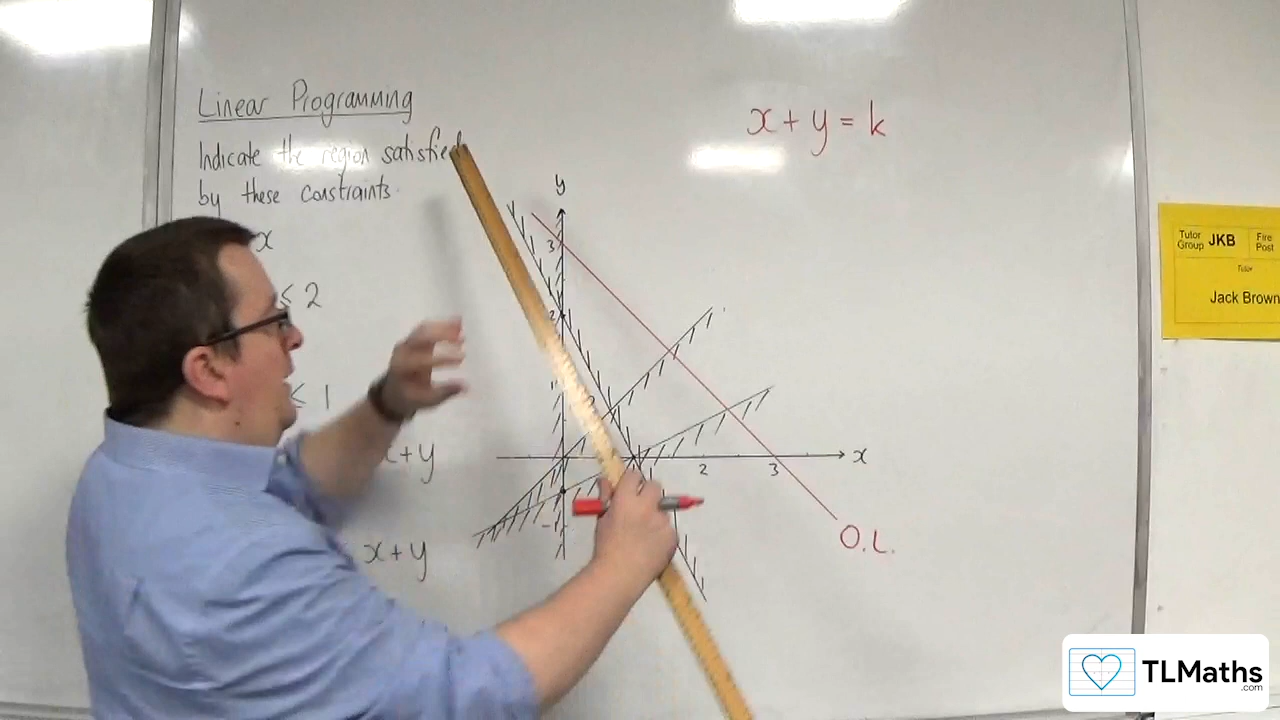 Linear Programming
x + y = k
Indicate the region satisfied
by these constraints.
y
x
3
≤ 2
2
≤ 1
x+y
x
2
3
-1
x+y
O.L.
Tutor Group JKB
Fire Post
Tutor
Jack Brown
TLMaths
.com